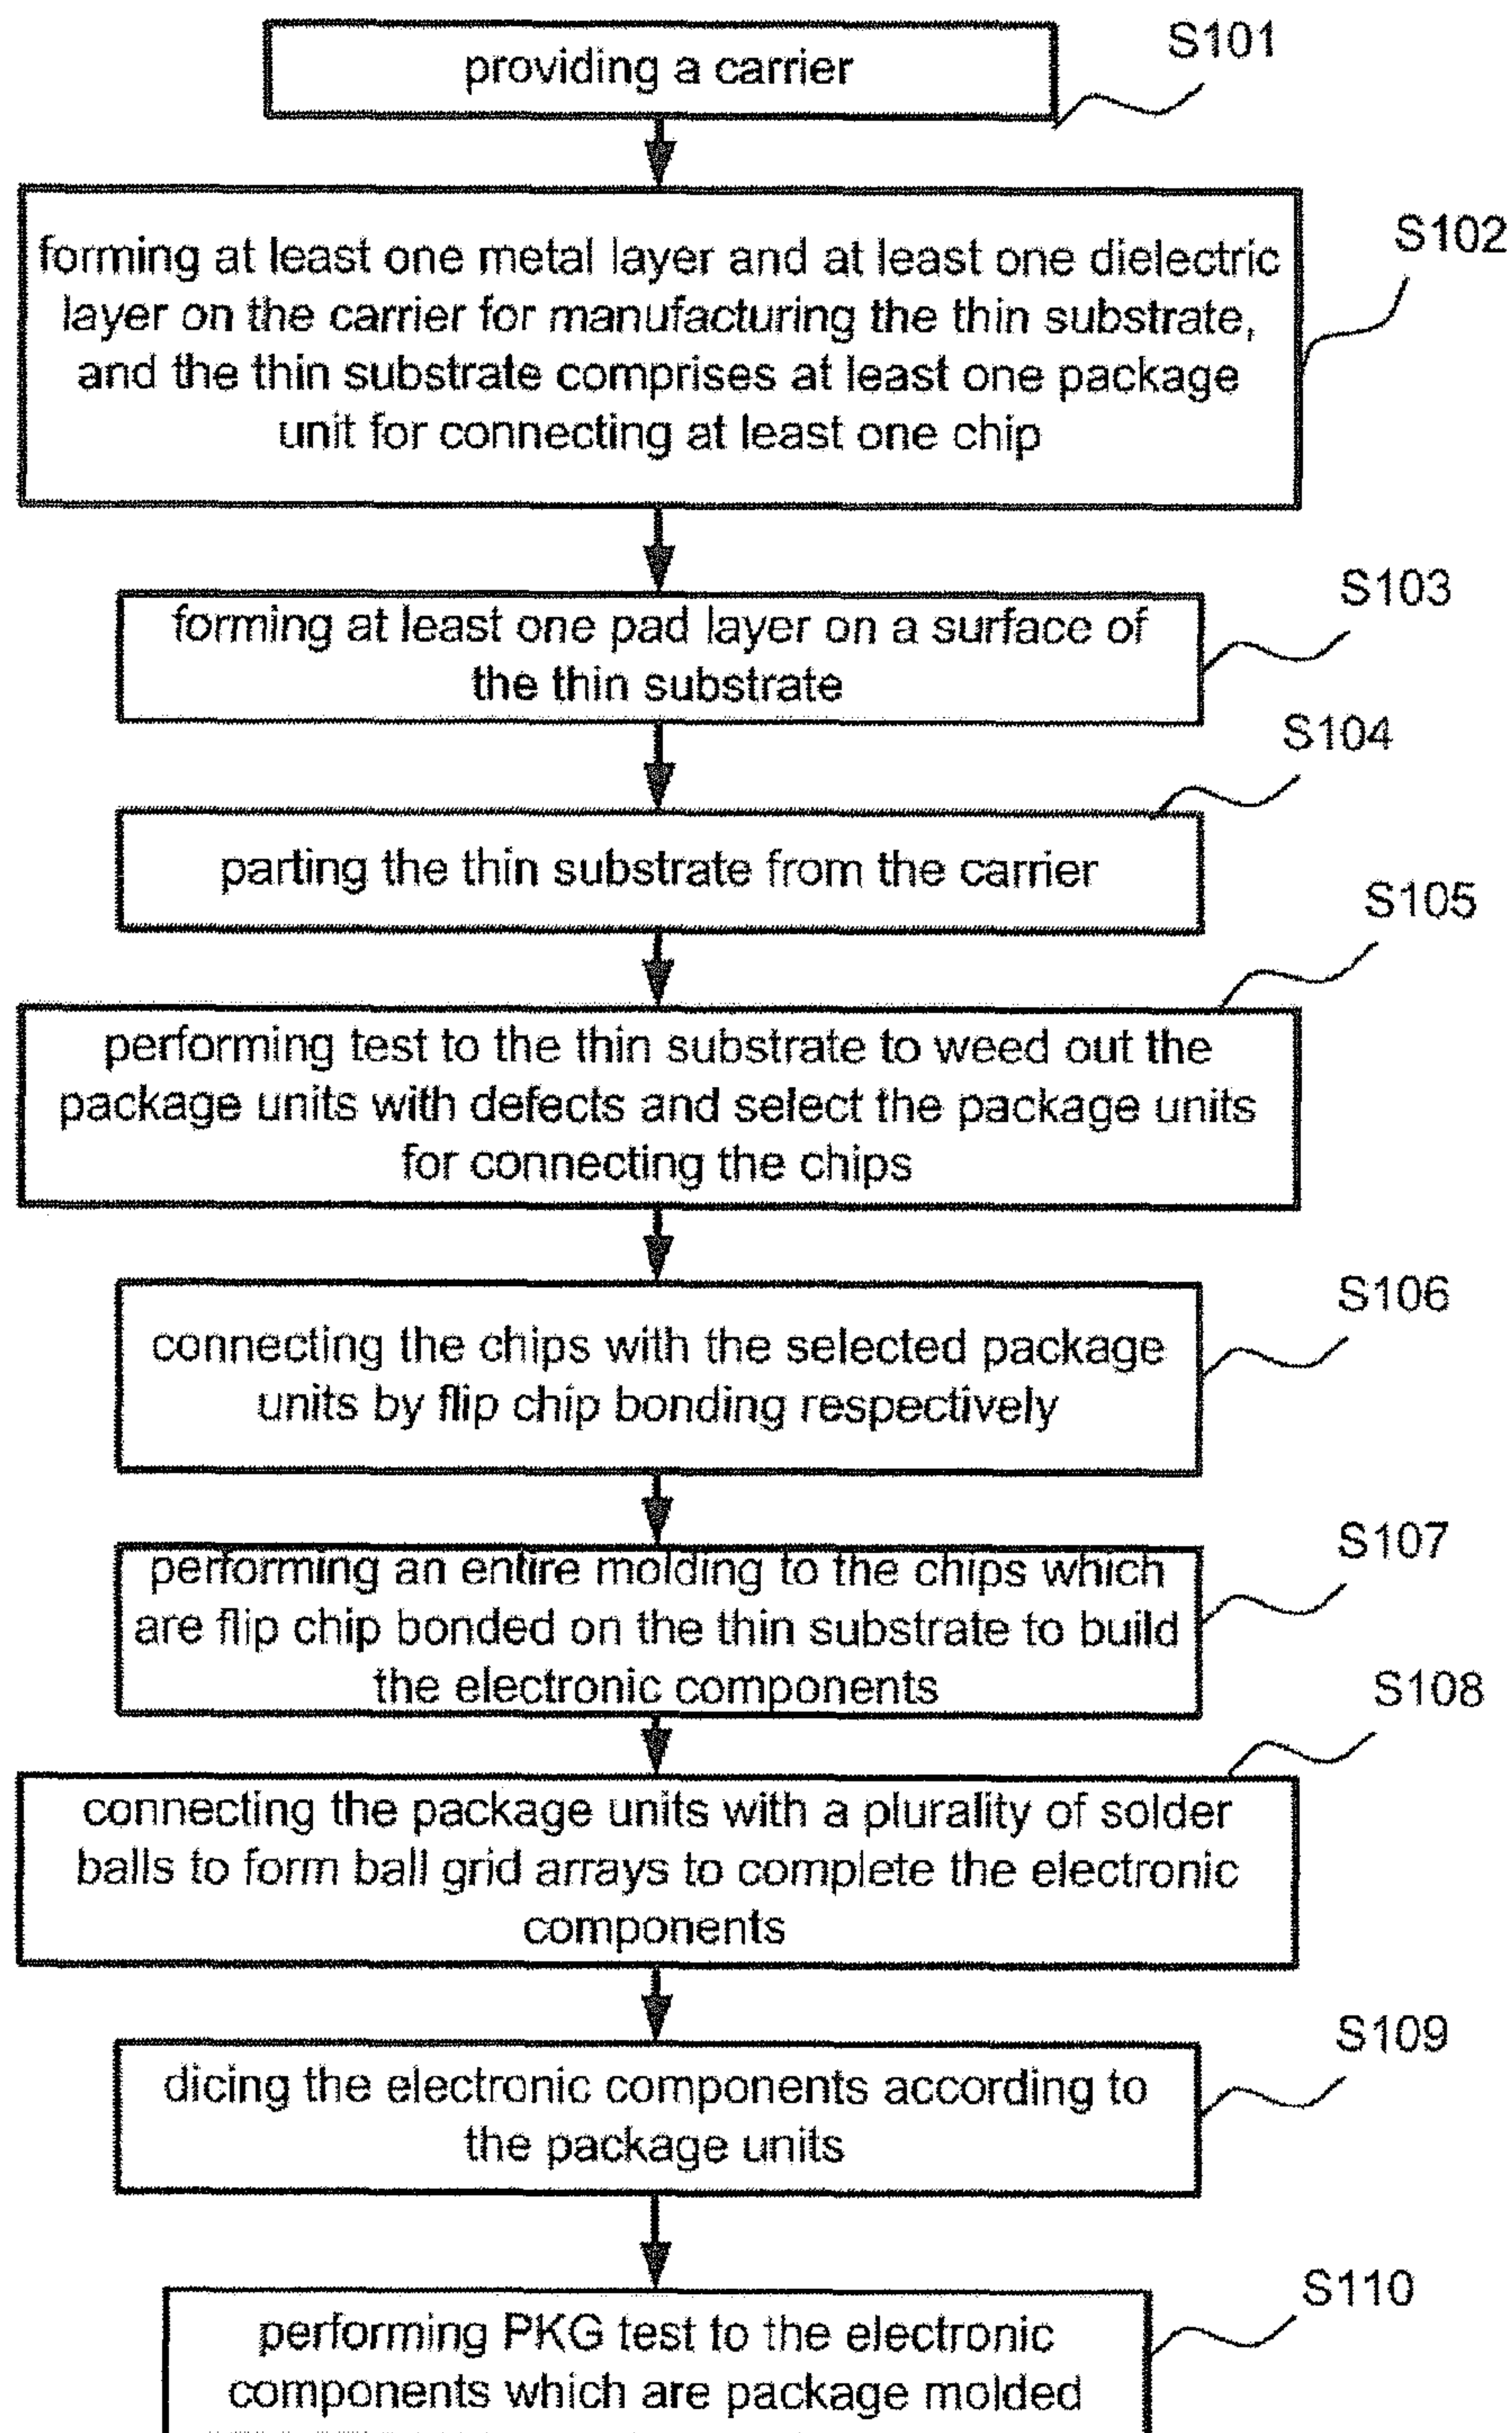 providing a carrier
S101
forming at least one metal layer and at least one dielectric
layer on the carrier for manufacturing the thin substrate,
and the thin substrate comprises at least one package
unit for connecting at least one chip
S102
forming at least one pad layer on a surface of
the thin substrate
S103
parting the thin substrate from the carrier
S104
performing test to the thin substrate to weed out the
package units with defects and select the package units
for connecting the chips
S105
connecting the chips with the selected package
units by flip chip bonding respectively
S106
performing an entire molding to the chips which
are flip chip bonded on the thin substrate to build
the electronic components
S107
connecting the package units with a plurality of solder
balls to form ball grid arrays to complete the electronic
components
S108
dicing the electronic components according to
the package units
S109
performing PKG test to the electronic
components which are package molded
S110